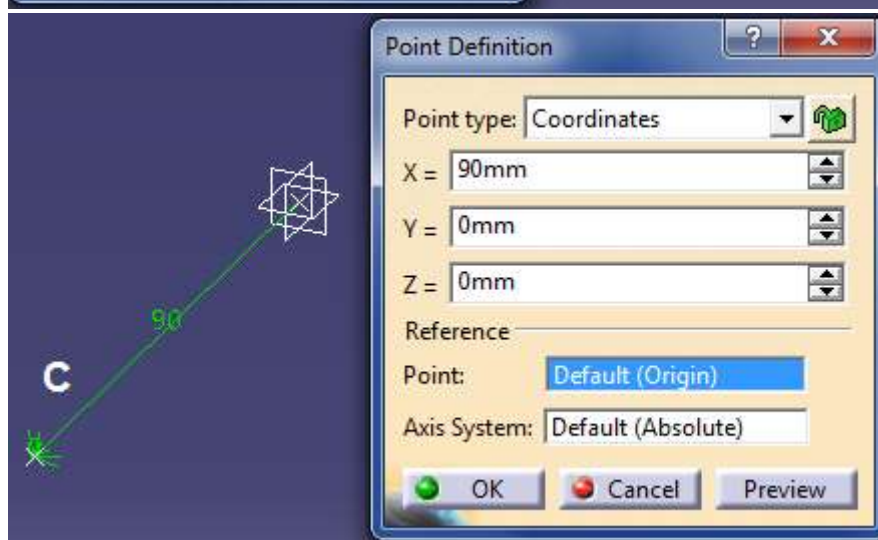 Point Definition
?
X
Point type: Coordinates
X = 90mm
Y = 0mm
Z = 0mm
Reference
Point: Default (Origin)
Axis System: Default (Absolute)
OK Cancel Preview
90
C